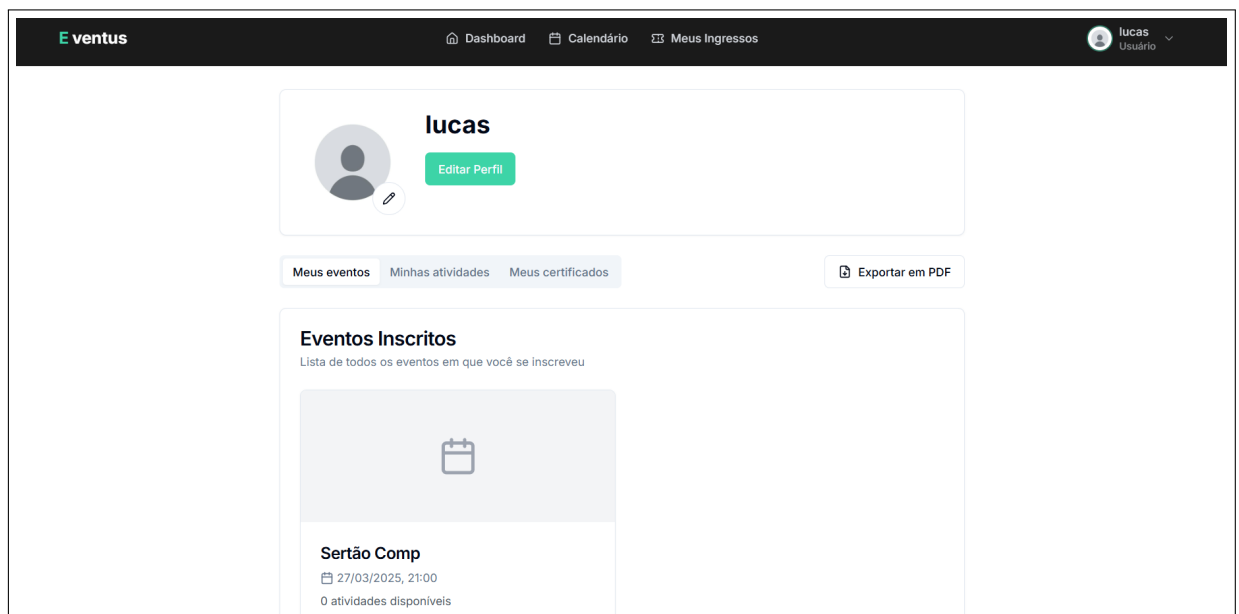 E ventus
Dashboard
Calendário
Meus Ingressos
lucas
Usuário
lucas
Editar Perfil
Meus eventos
Minhas atividades
Meus certificados
Exportar em PDF
Eventos Inscritos
Lista de todos os eventos em que você se inscreveu
Sertão Comp
27/03/2025, 21:00
0 atividades disponíveis